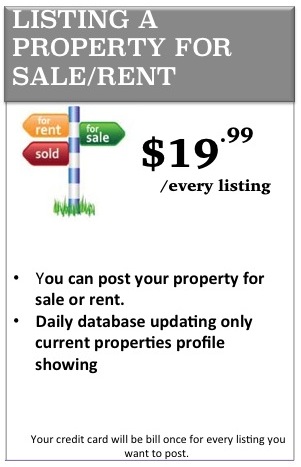 LISTING A
PROPERTY FOR
SALE/RENT
for
rent
for
sale
sold
$19.99
/every listing
• You can post your property for
sale or rent.
• Daily database updating only
current properties profile
showing
Your credit card will be bill once for every listing you
want to post.